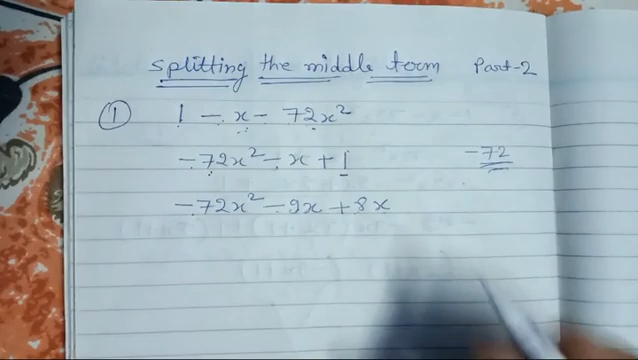 splitting the middle term Part-2
① 1 - x - 72x²
-72x² - x + 1 -72
-72x² - 9x + 8x